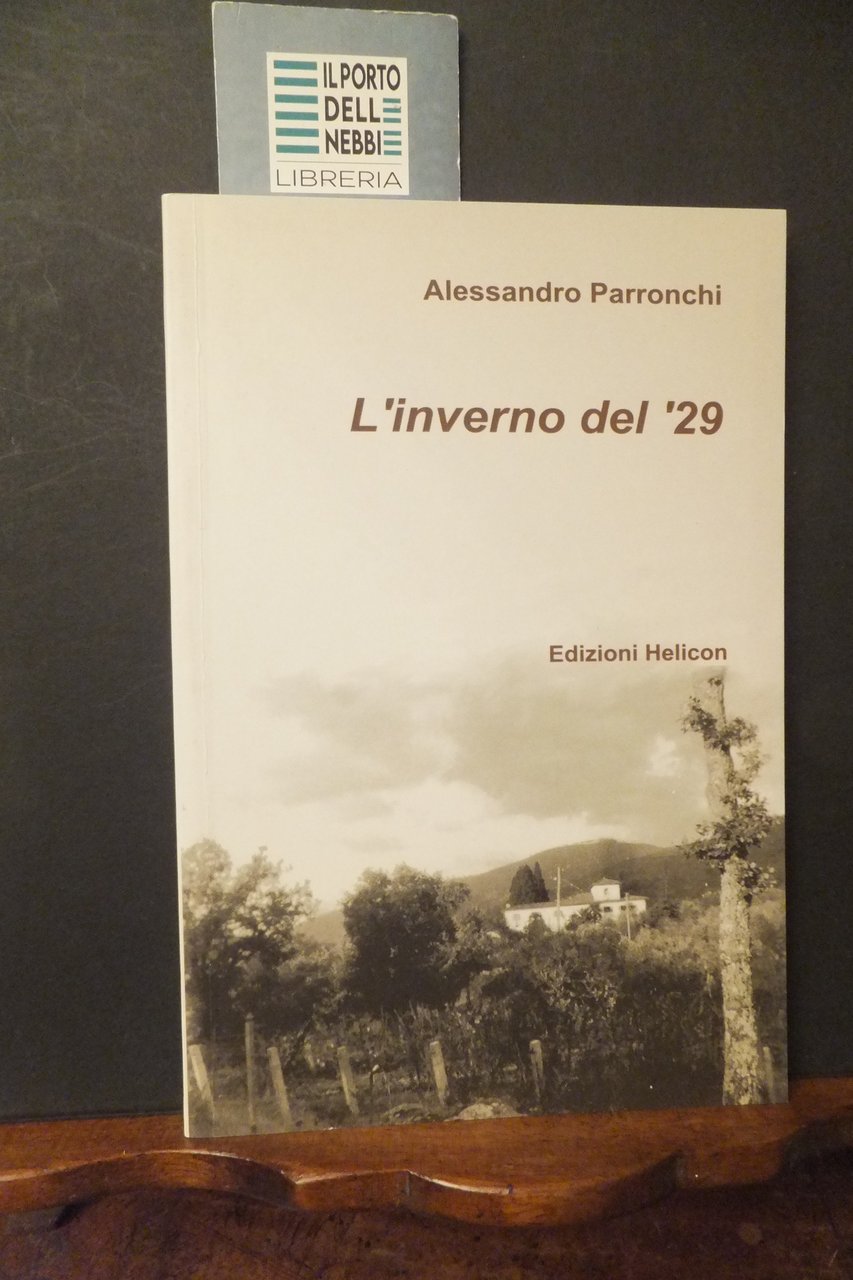 IL PORTO
DELLE
NEBBIE
LIBRERIA
Alessandro Parronchi
L'inverno del '29
Edizioni Helicon